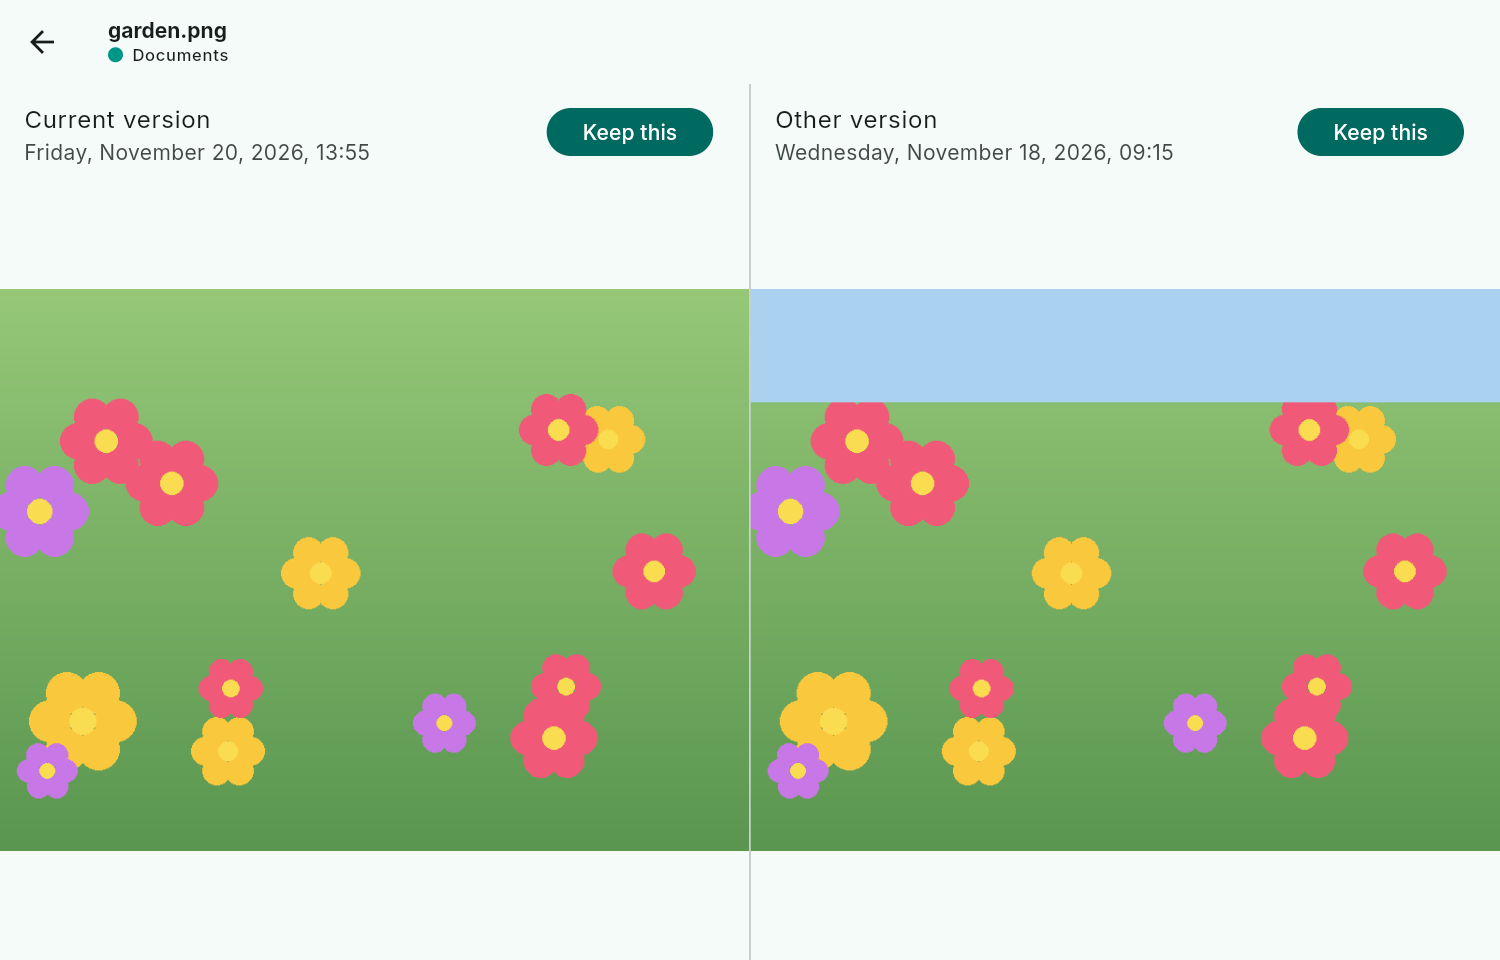 garden.png
Documents
Current version
Friday, November 20, 2026, 13:55
Keep this
Other version
Wednesday, November 18, 2026, 09:15
Keep this